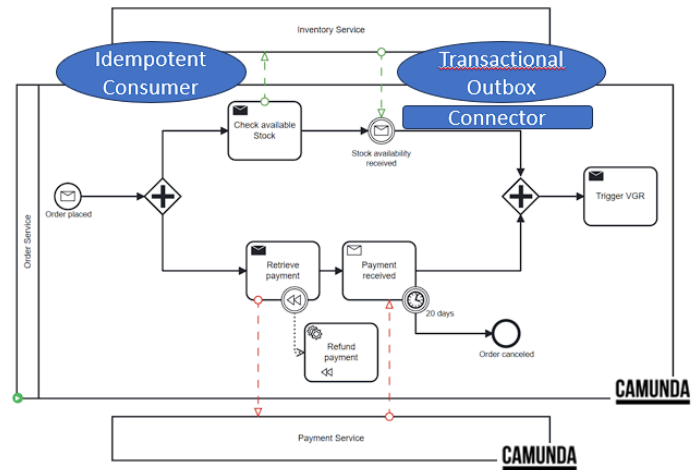 Inventory Service
Idempotent
Consumer
Transactional
Outbox
Connector
Check available
Stock
Stock availability
received
Order placed
Trigger VGR
Order Service
Retrieve
payment
Payment
received
20 days
Refund
payment
Order canceled
CAMUNDA
Payment Service
CAMUNDA